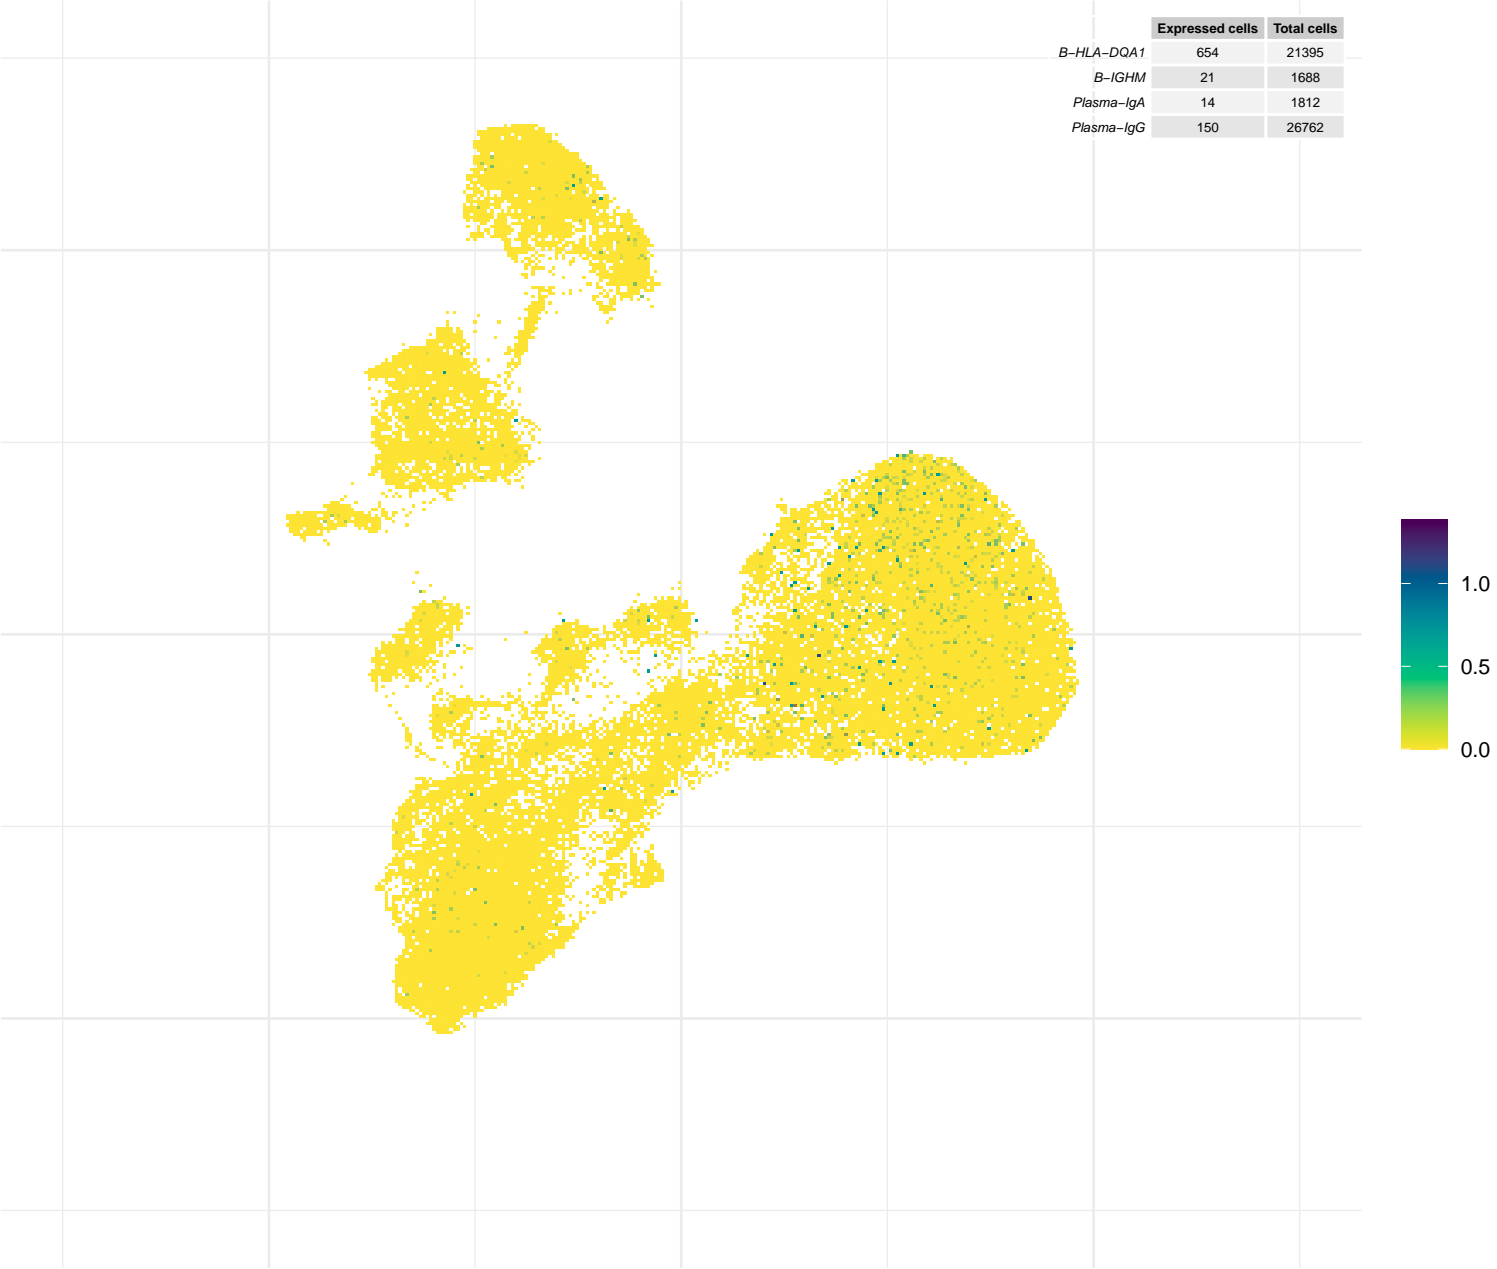 Expressed cells Total cells
B−HLA−DQA1 654 21395
B−IGHM 21 1688
Plasma−IgA 14 1812
Plasma−IgG 150 26762
1.0
0.5
0.0